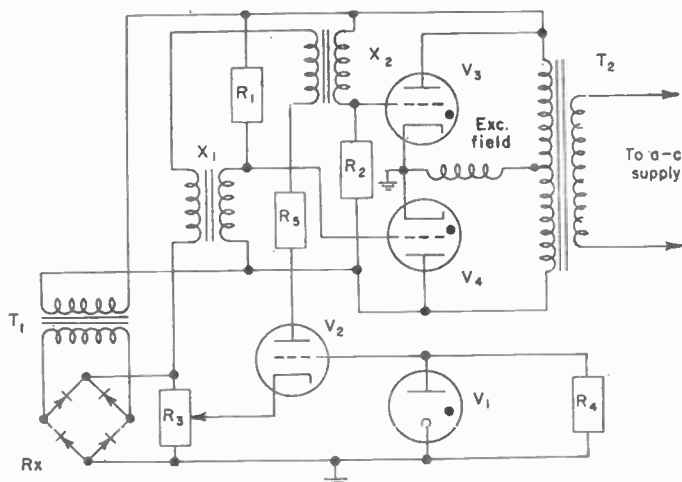 X₂
V₃
T₂
R₁
Exc.
field
To a-c
supply
X₁
R₂
R₅
V₄
T₁
V₂
R₃
V₁
R₄
Rx